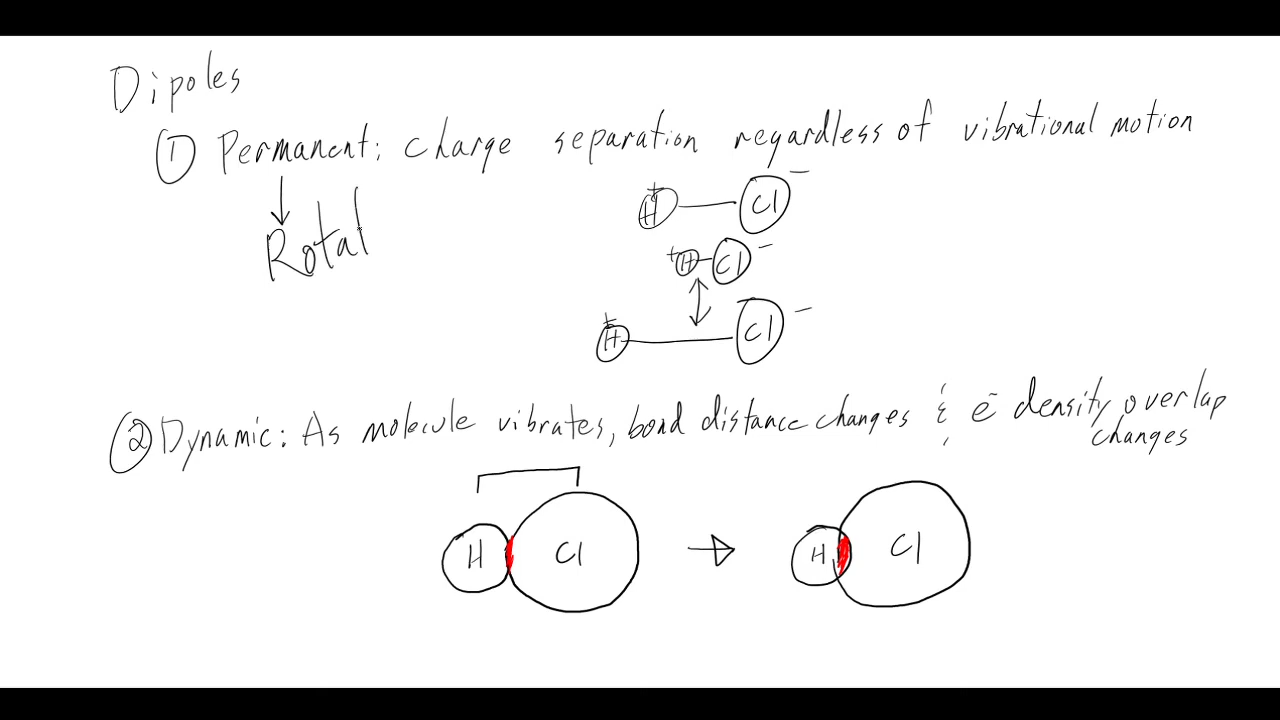 Dipoles
① Permanent: charge separation regardless of vibrational motion
Rotal
H+ — Cl −
+H-Cl −
H+ — Cl −
② Dynamic: As molecule vibrates, bond distance changes & e- density overlap
changes
H Cl → H Cl